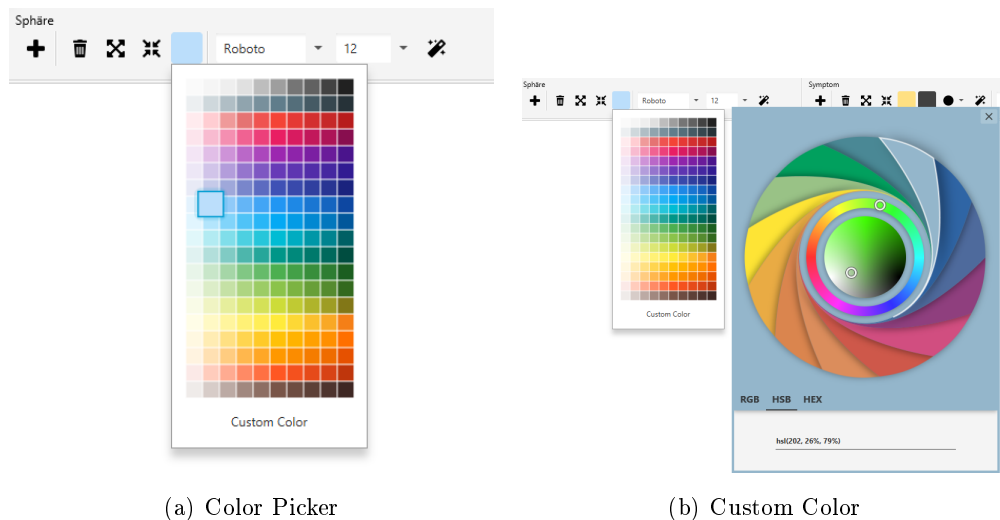 Sphäre
Roboto
12
Custom Color
(a) Color Picker
Sphäre
Symptom
Roboto
12
Custom Color
RGB HSB HEX
hsl(202, 26%, 79%)
(b) Custom Color